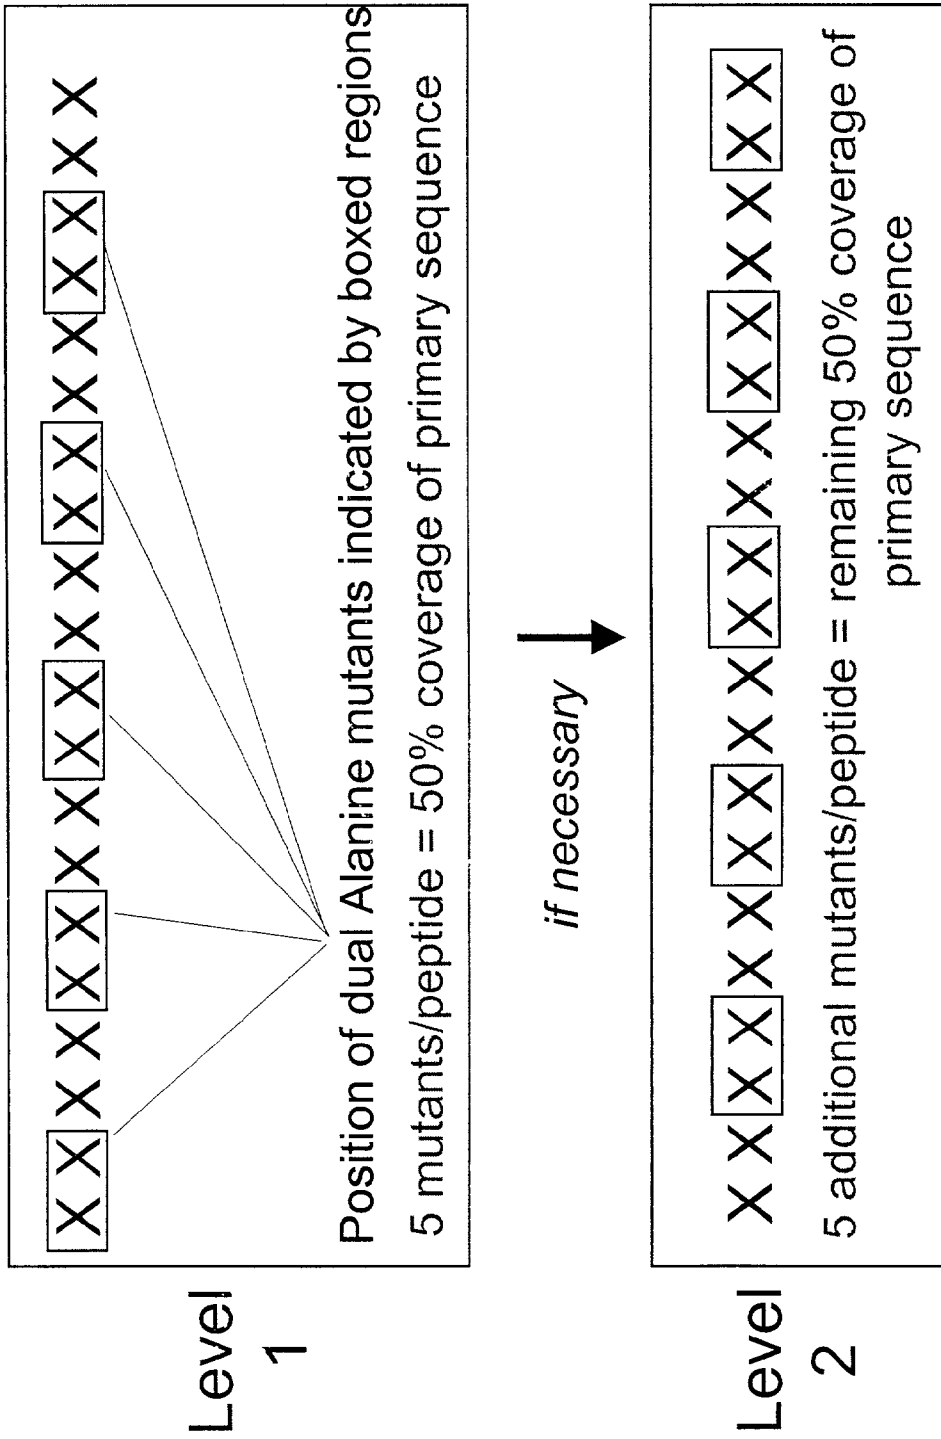 Level
1
X X X X X X X X X X X X X X X X X X X X
Position of dual Alanine mutants indicated by boxed regions
5 mutants/peptide = 50% coverage of primary sequence
if necessary
Level
2
X X X X X X X X X X X X X X X X X X X X
5 additional mutants/peptide = remaining 50% coverage of
primary sequence